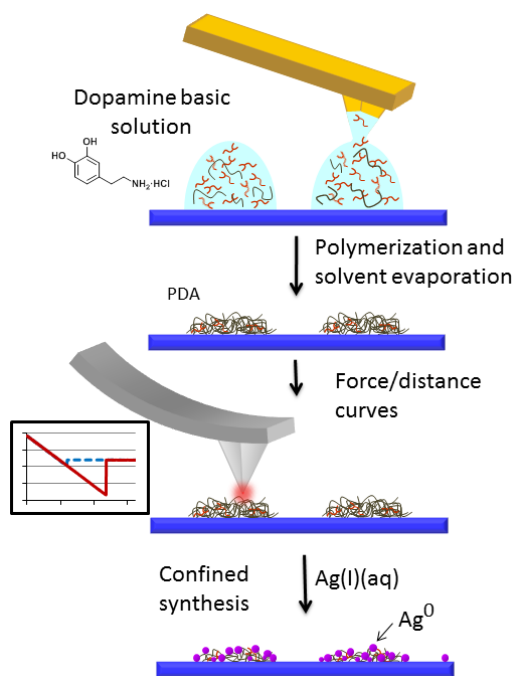 Dopamine basic
solution
OH
HO
NH₂·HCl
Polymerization and
solvent evaporation
PDA
Force/distance
curves
Confined
synthesis
Ag(I)(aq)
Ag⁰